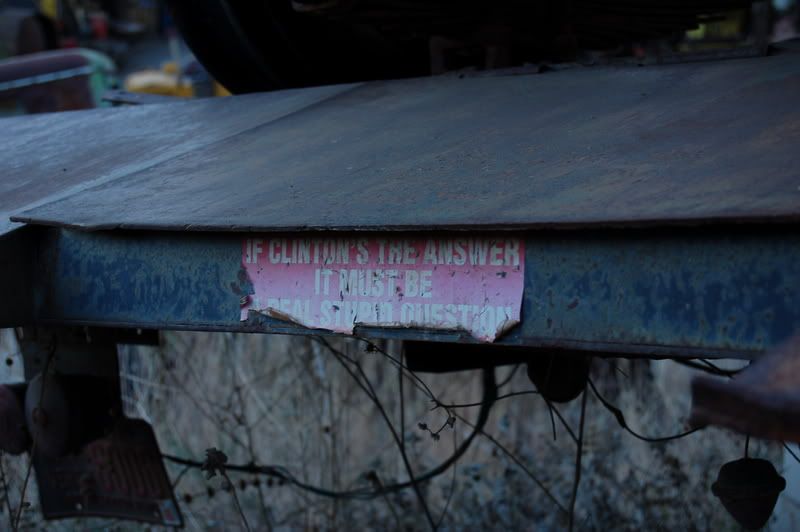 IF CLINTON'S THE ANSWER
IT MUST BE
A REAL STUPID QUESTION